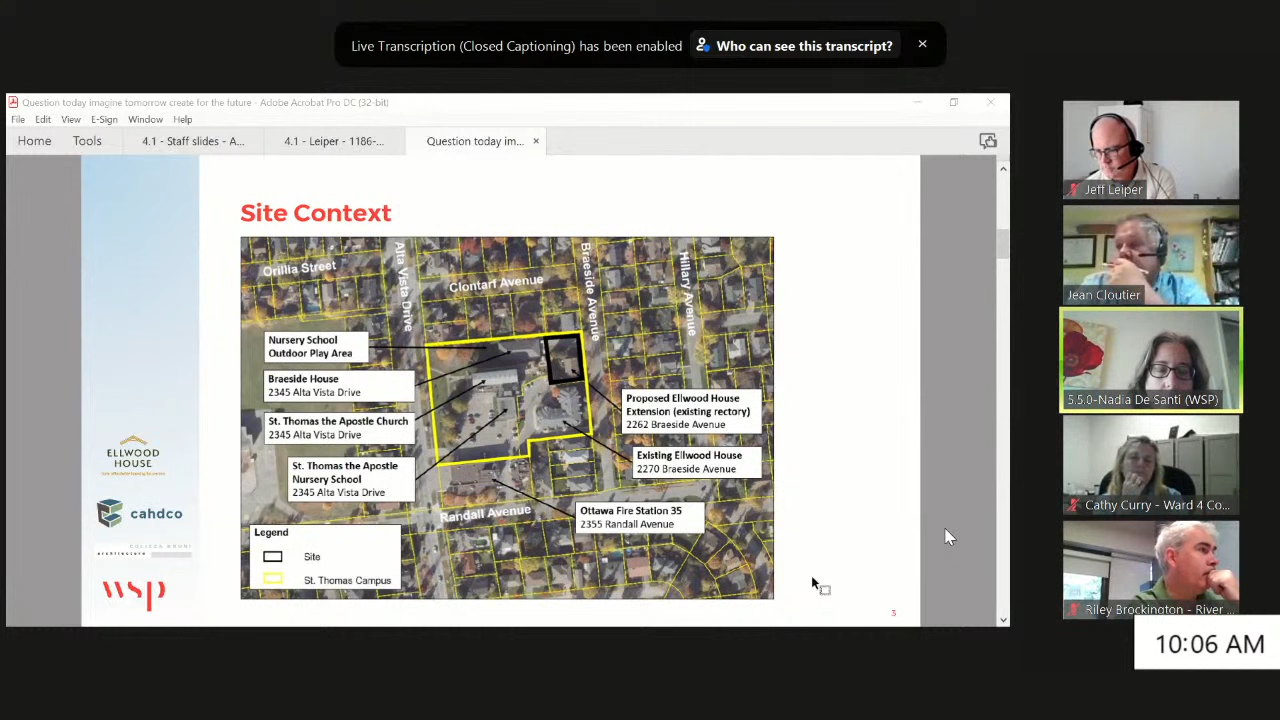 Live Transcription (Closed Captioning) has been enabled
Who can see this transcript?
Question today imagine tomorrow create for the future - Adobe Acrobat Pro DC (32-bit)
File Edit View E-Sign Window Help
Home Tools 4.1 - Staff slides - A... 4.1 - Leiper - 1186-... Question today im...
Site Context
Orillia Street
Alta Vista Drive
Clontarf Avenue
Braeside Avenue
Hillary Avenue
Nursery School
Outdoor Play Area
Braeside House
2345 Alta Vista Drive
St. Thomas the Apostle Church
2345 Alta Vista Drive
St. Thomas the Apostle
Nursery School
2345 Alta Vista Drive
Proposed Ellwood House
Extension (existing rectory)
2262 Braeside Avenue
Existing Ellwood House
2270 Braeside Avenue
Randall Avenue
Ottawa Fire Station 35
2355 Randall Avenue
Legend
Site
St. Thomas Campus
ELLWOOD
HOUSE
cahdco
wsp
3
Jeff Leiper
Jean Cloutier
5.5.0-Nadia De Santi (WSP)
Cathy Curry - Ward 4 Co...
Riley Brockington - River ...
10:06 AM